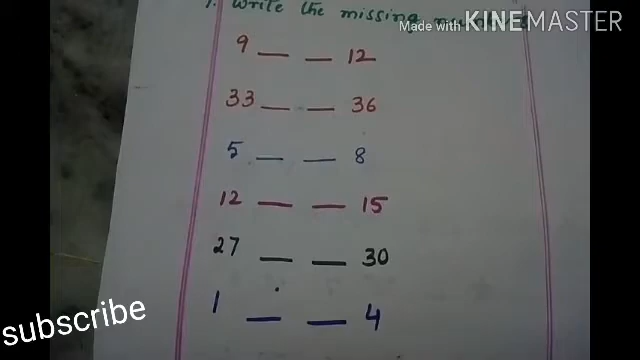 1. Write the missing
Made with KINEMASTER
9 __ __ 12
33 __ __ 36
5 __ __ 8
12 __ __ 15
27 __ __ 30
1 __ __ 4
subscribe